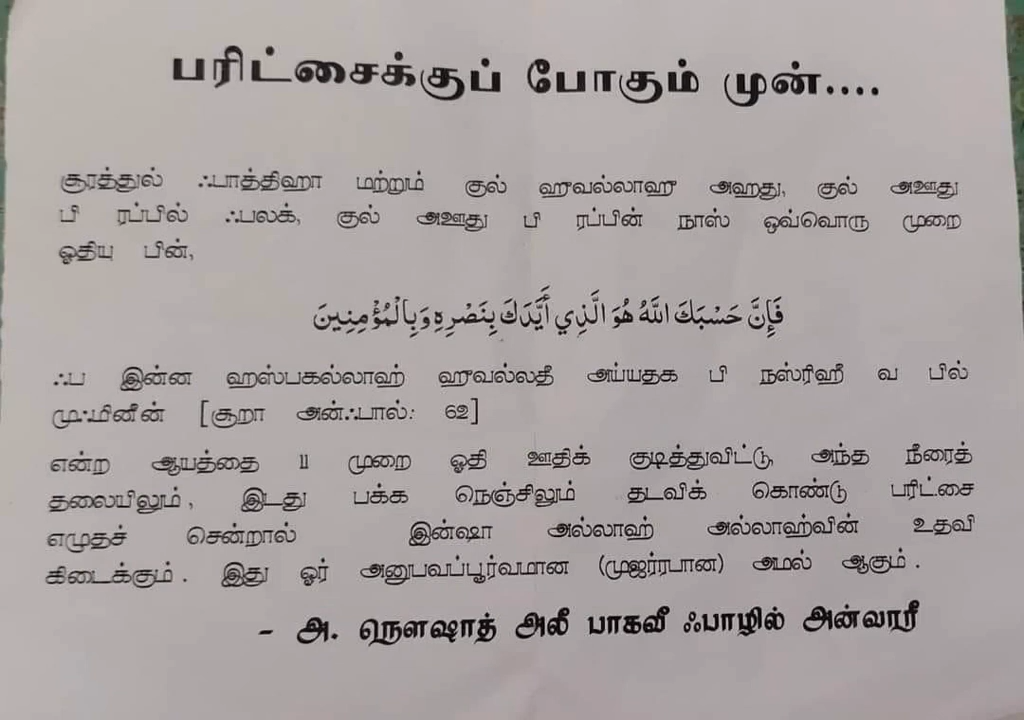 பரிட்சைக்குப் போகும் முன்....
சூரத்துல் ஃபாத்திஹா மற்றும் குல் ஹுவல்லாஹு அஹது, குல் அஊது
பி ரப்பில் ஃபலக், குல் அஊது பி ரப்பின் நாஸ் ஒவ்வொரு முறை
ஓதிய பின்,
فَإِنَّ حَسْبَكَ اللَّهُ هُوَ الَّذِي أَيَّدَكَ بِنَصْرِهِ وَبِالْمُؤْمِنِينَ
ஃப இன்ன ஹஸ்பகல்லாஹ் ஹுவல்லதீ அய்யதக பி நஸ்ரிஹீ வ பில்
முஃமினீன் [சூறா அன்ஃபால்: 62]
என்ற ஆயத்தை 11 முறை ஓதி ஊதிக் குடித்துவிட்டு, அந்த நீரைத்
தலையிலும், இடது பக்க நெஞ்சிலும் தடவிக் கொண்டு பரிட்சை
எழுதச் சென்றால் இன்ஷா அல்லாஹ் அல்லாஹ்வின் உதவி
கிடைக்கும். இது ஓர் அனுபவப்பூர்வமான (முஜர்ரபான) அமல் ஆகும்.
- அ. நௌஷாத் அலீ பாகவீ ஃபாழில் அன்வாரீ